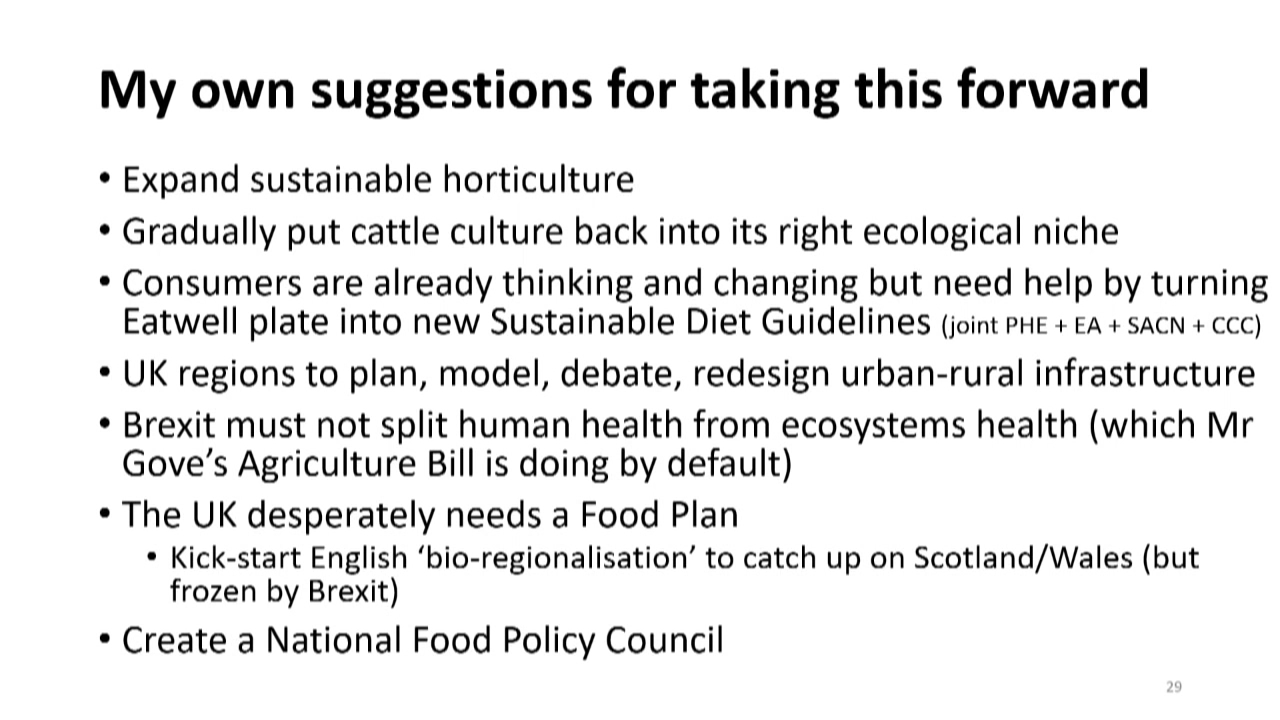 My own suggestions for taking this forward
• Expand sustainable horticulture
• Gradually put cattle culture back into its right ecological niche
• Consumers are already thinking and changing but need help by turning
Eatwell plate into new Sustainable Diet Guidelines (joint PHE + EA + SACN + CCC)
• UK regions to plan, model, debate, redesign urban-rural infrastructure
• Brexit must not split human health from ecosystems health (which Mr
Gove’s Agriculture Bill is doing by default)
• The UK desperately needs a Food Plan
• Kick-start English ‘bio-regionalisation’ to catch up on Scotland/Wales (but
frozen by Brexit)
• Create a National Food Policy Council
29